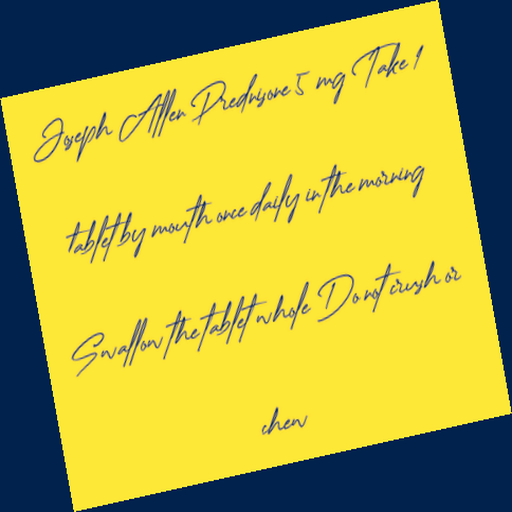 Joseph Allen Prednisone 5 mg Take 1
tablet by mouth once daily in the morning
Swallow the tablet whole Do not crush or
chew